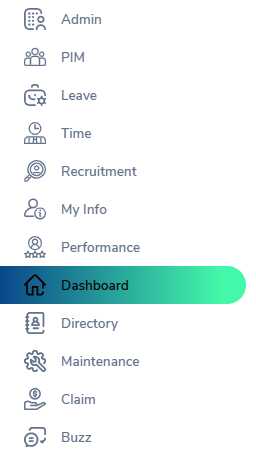 Admin
PIM
Leave
Time
Recruitment
My Info
Performance
Dashboard
Directory
Maintenance
Claim
Buzz